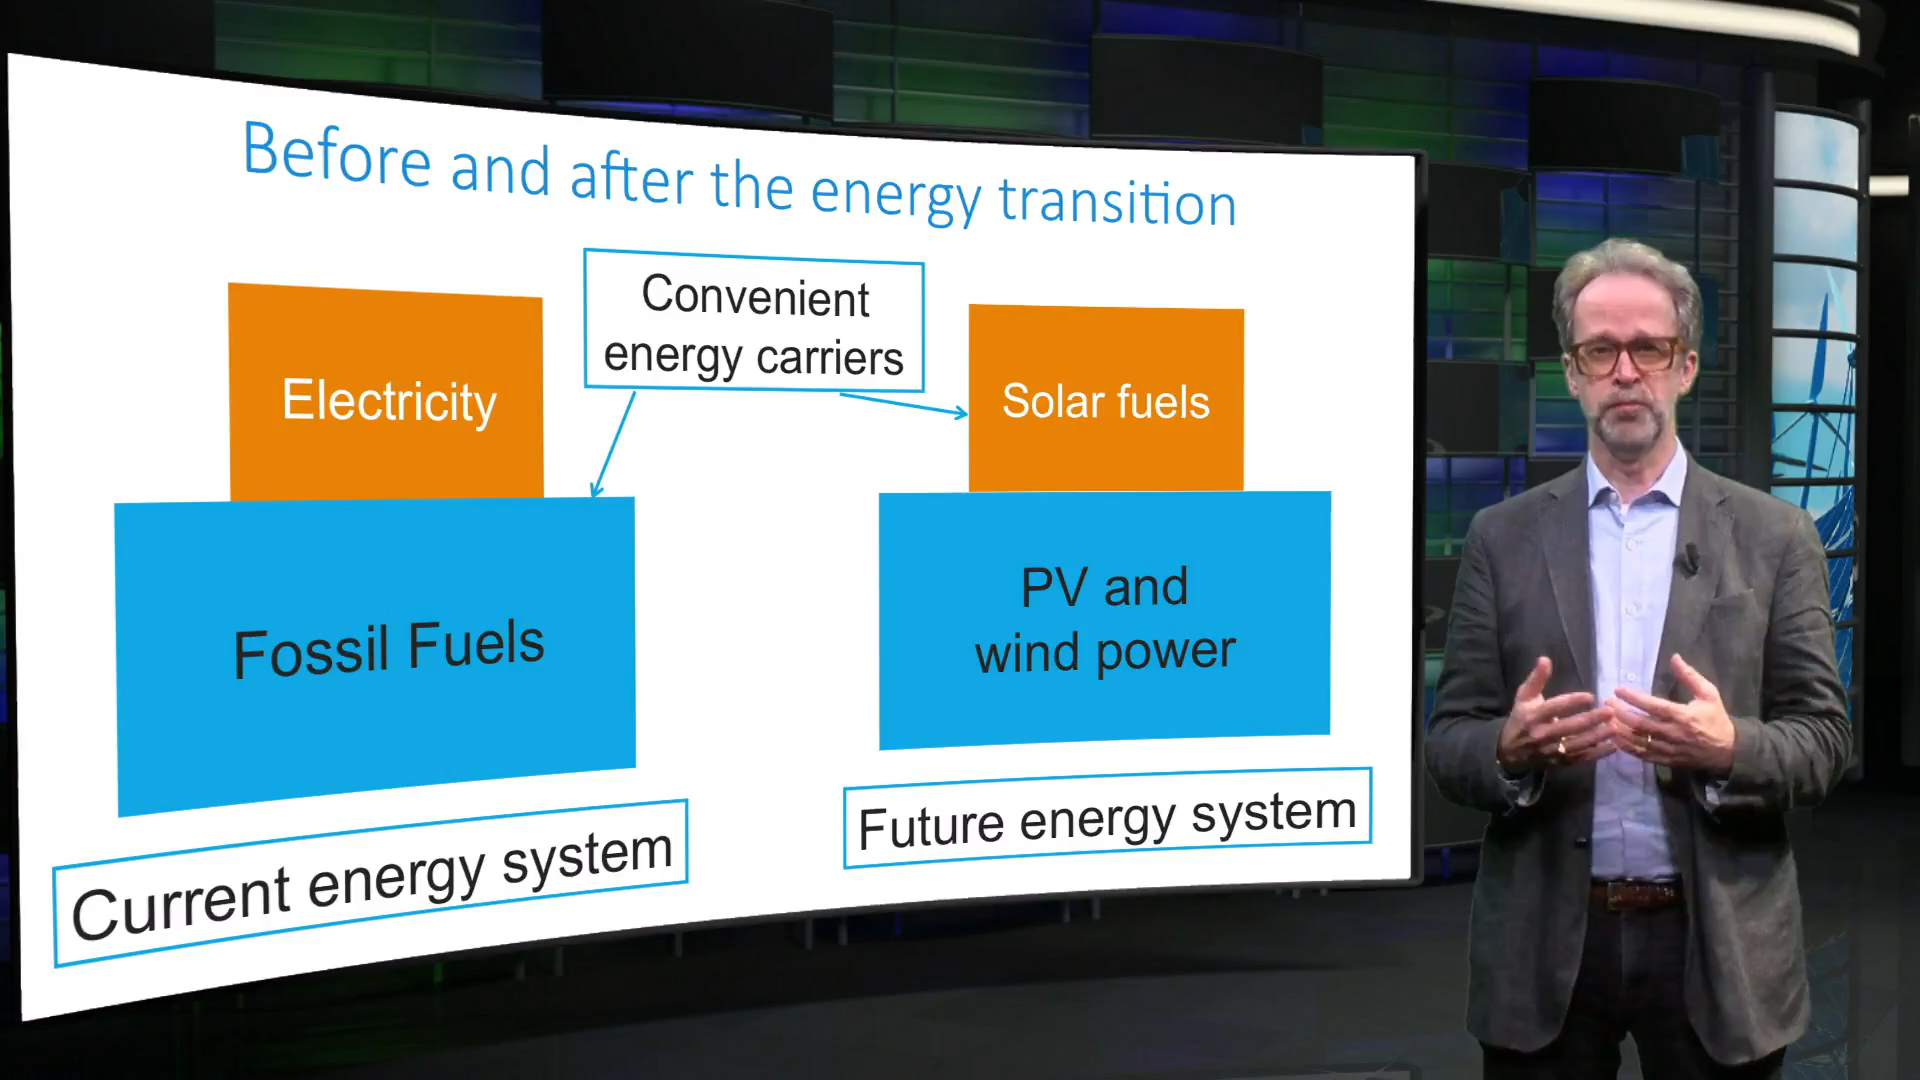 Before and after the energy transition
Convenient
energy carriers
Electricity
Fossil Fuels
Current energy system
Solar fuels
PV and
wind power
Future energy system